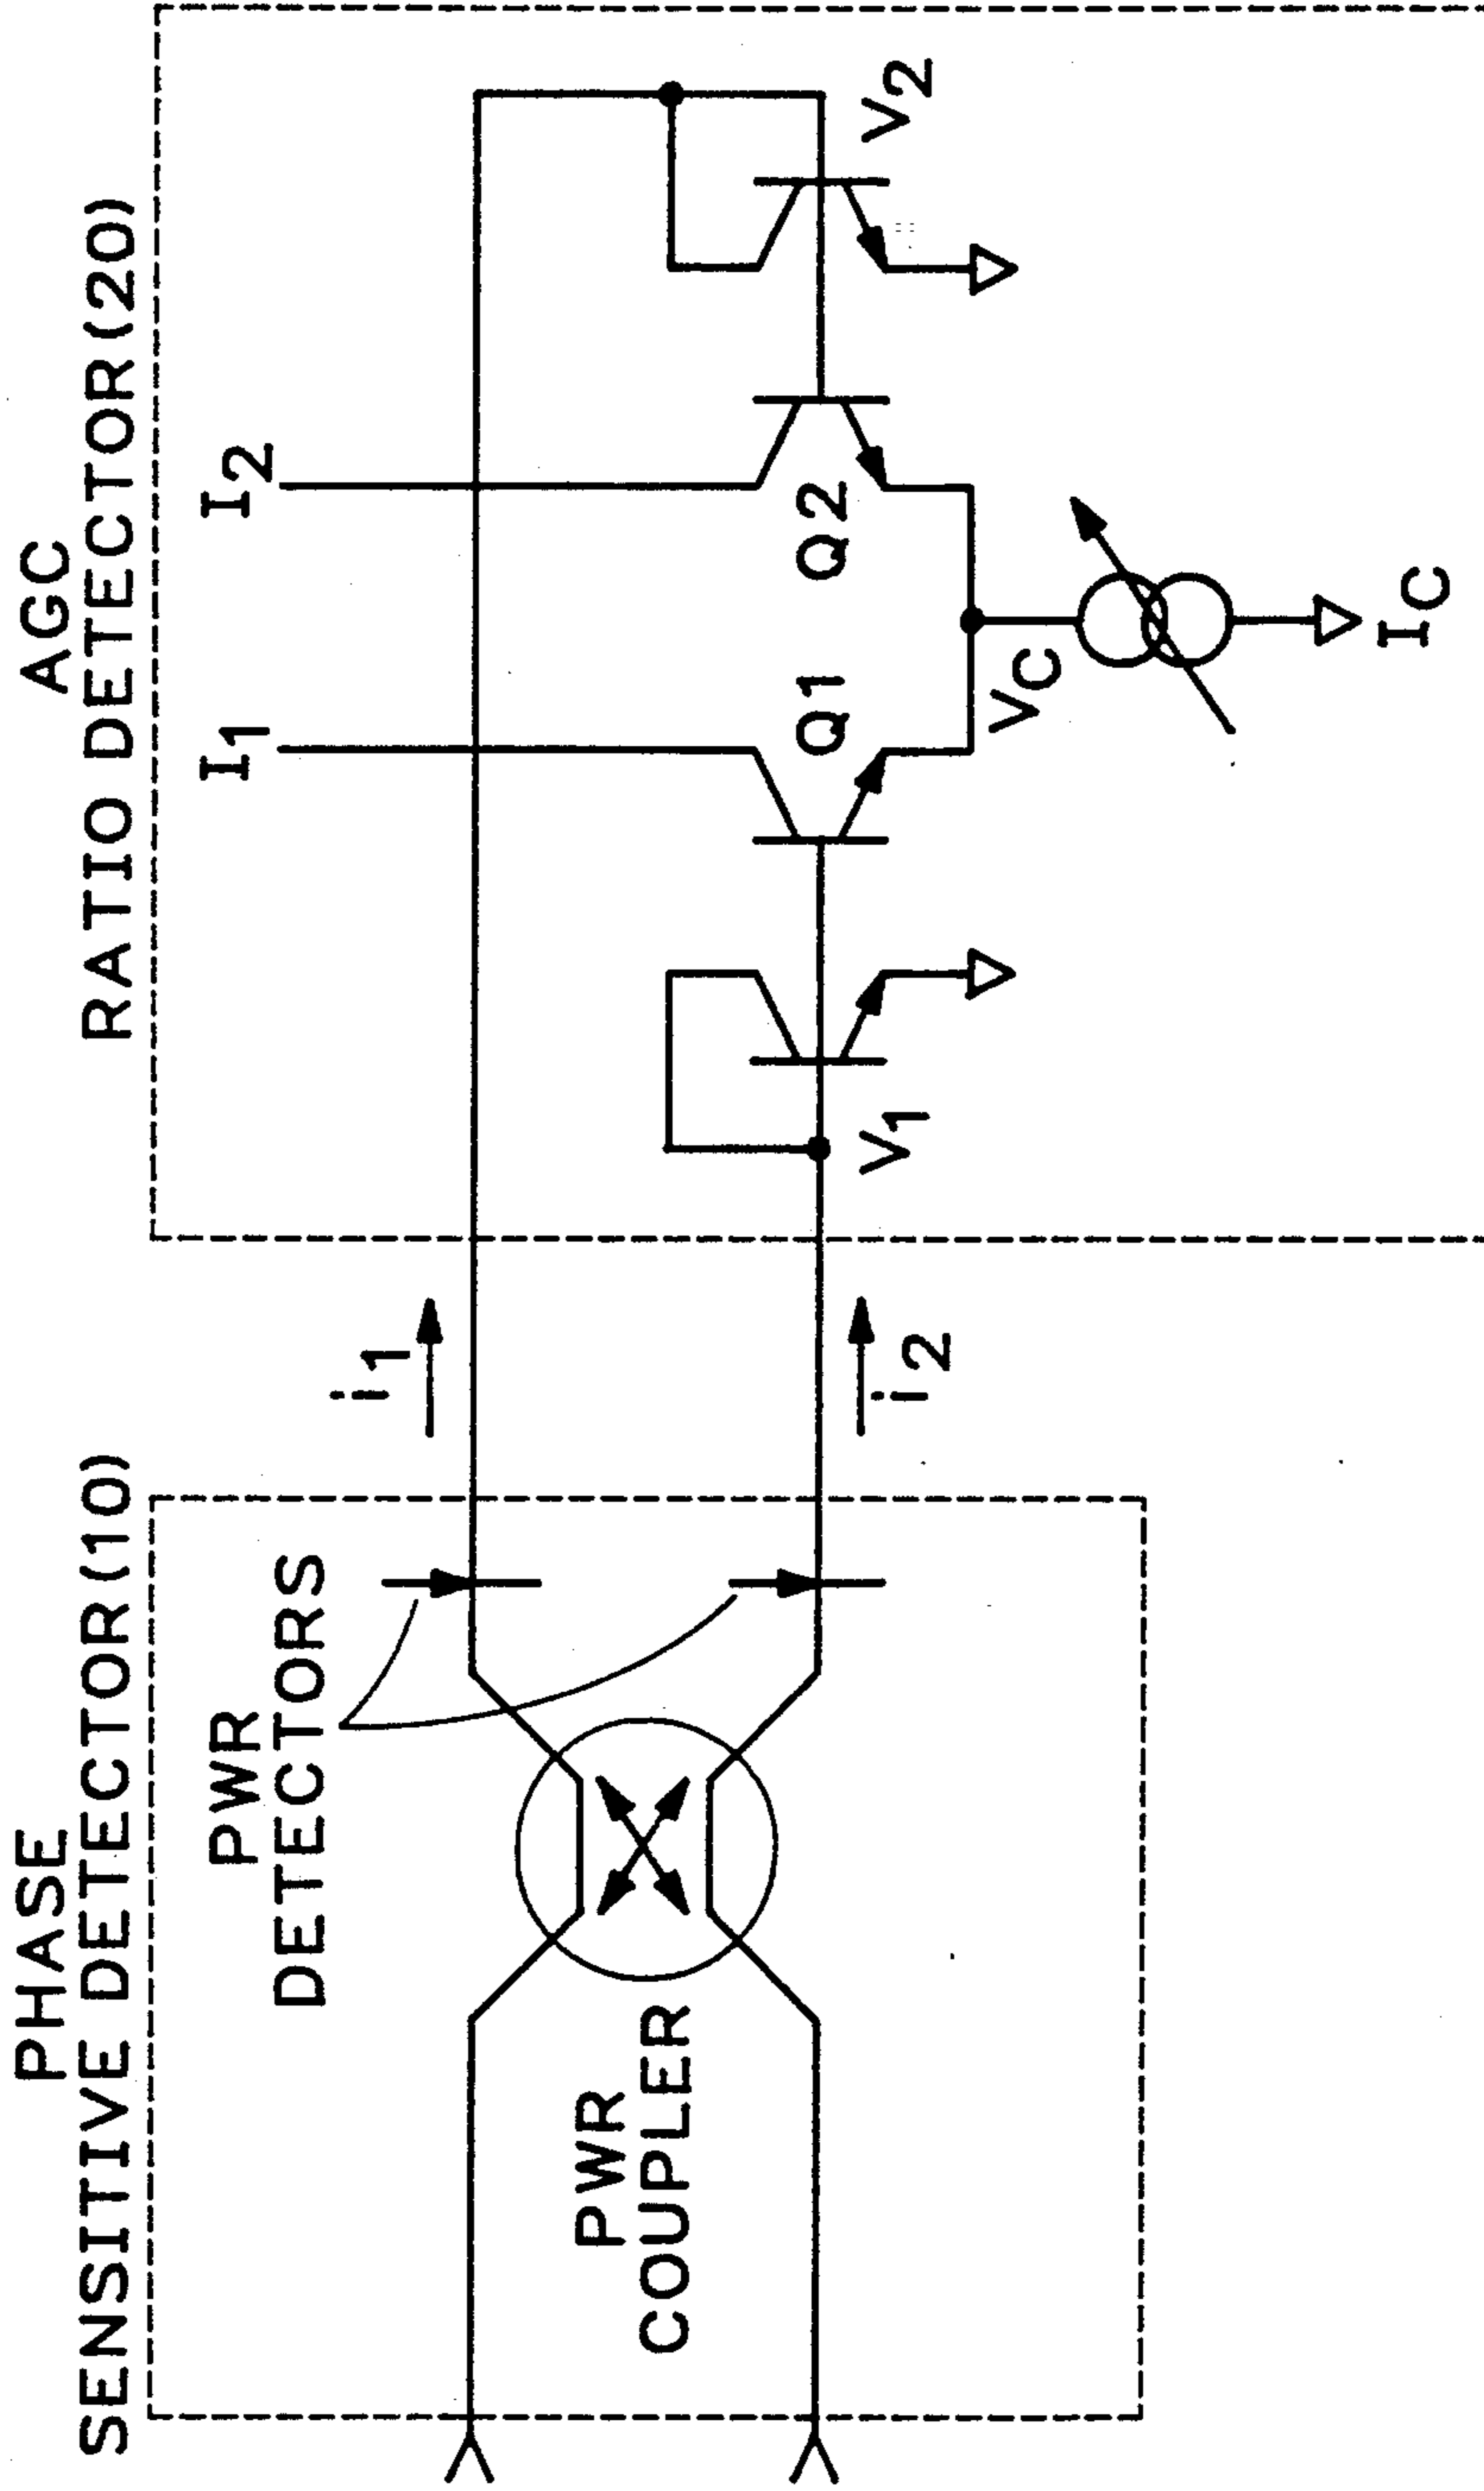 PHASE
SENSITIVE DETECTOR(10)
PWR
DETECTORS
PWR
COUPLER
i1
i2
AGC
RATIO DETECTOR(20)
I1
I2
V1
Q1
Q2
V2
VC
IC